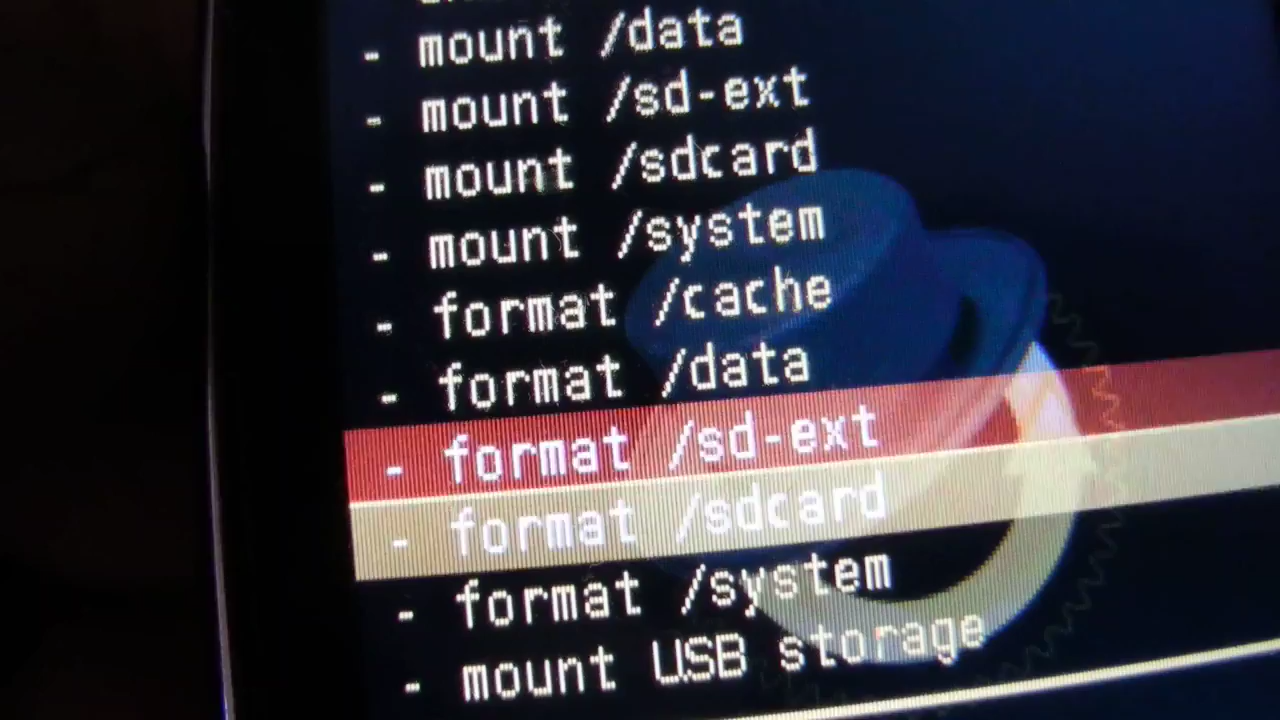 - mount /data
- mount /sd-ext
- mount /sdcard
- mount /system
- format /cache
- format /data
- format /sd-ext
- format /sdcard
- format /system
- mount USB storage